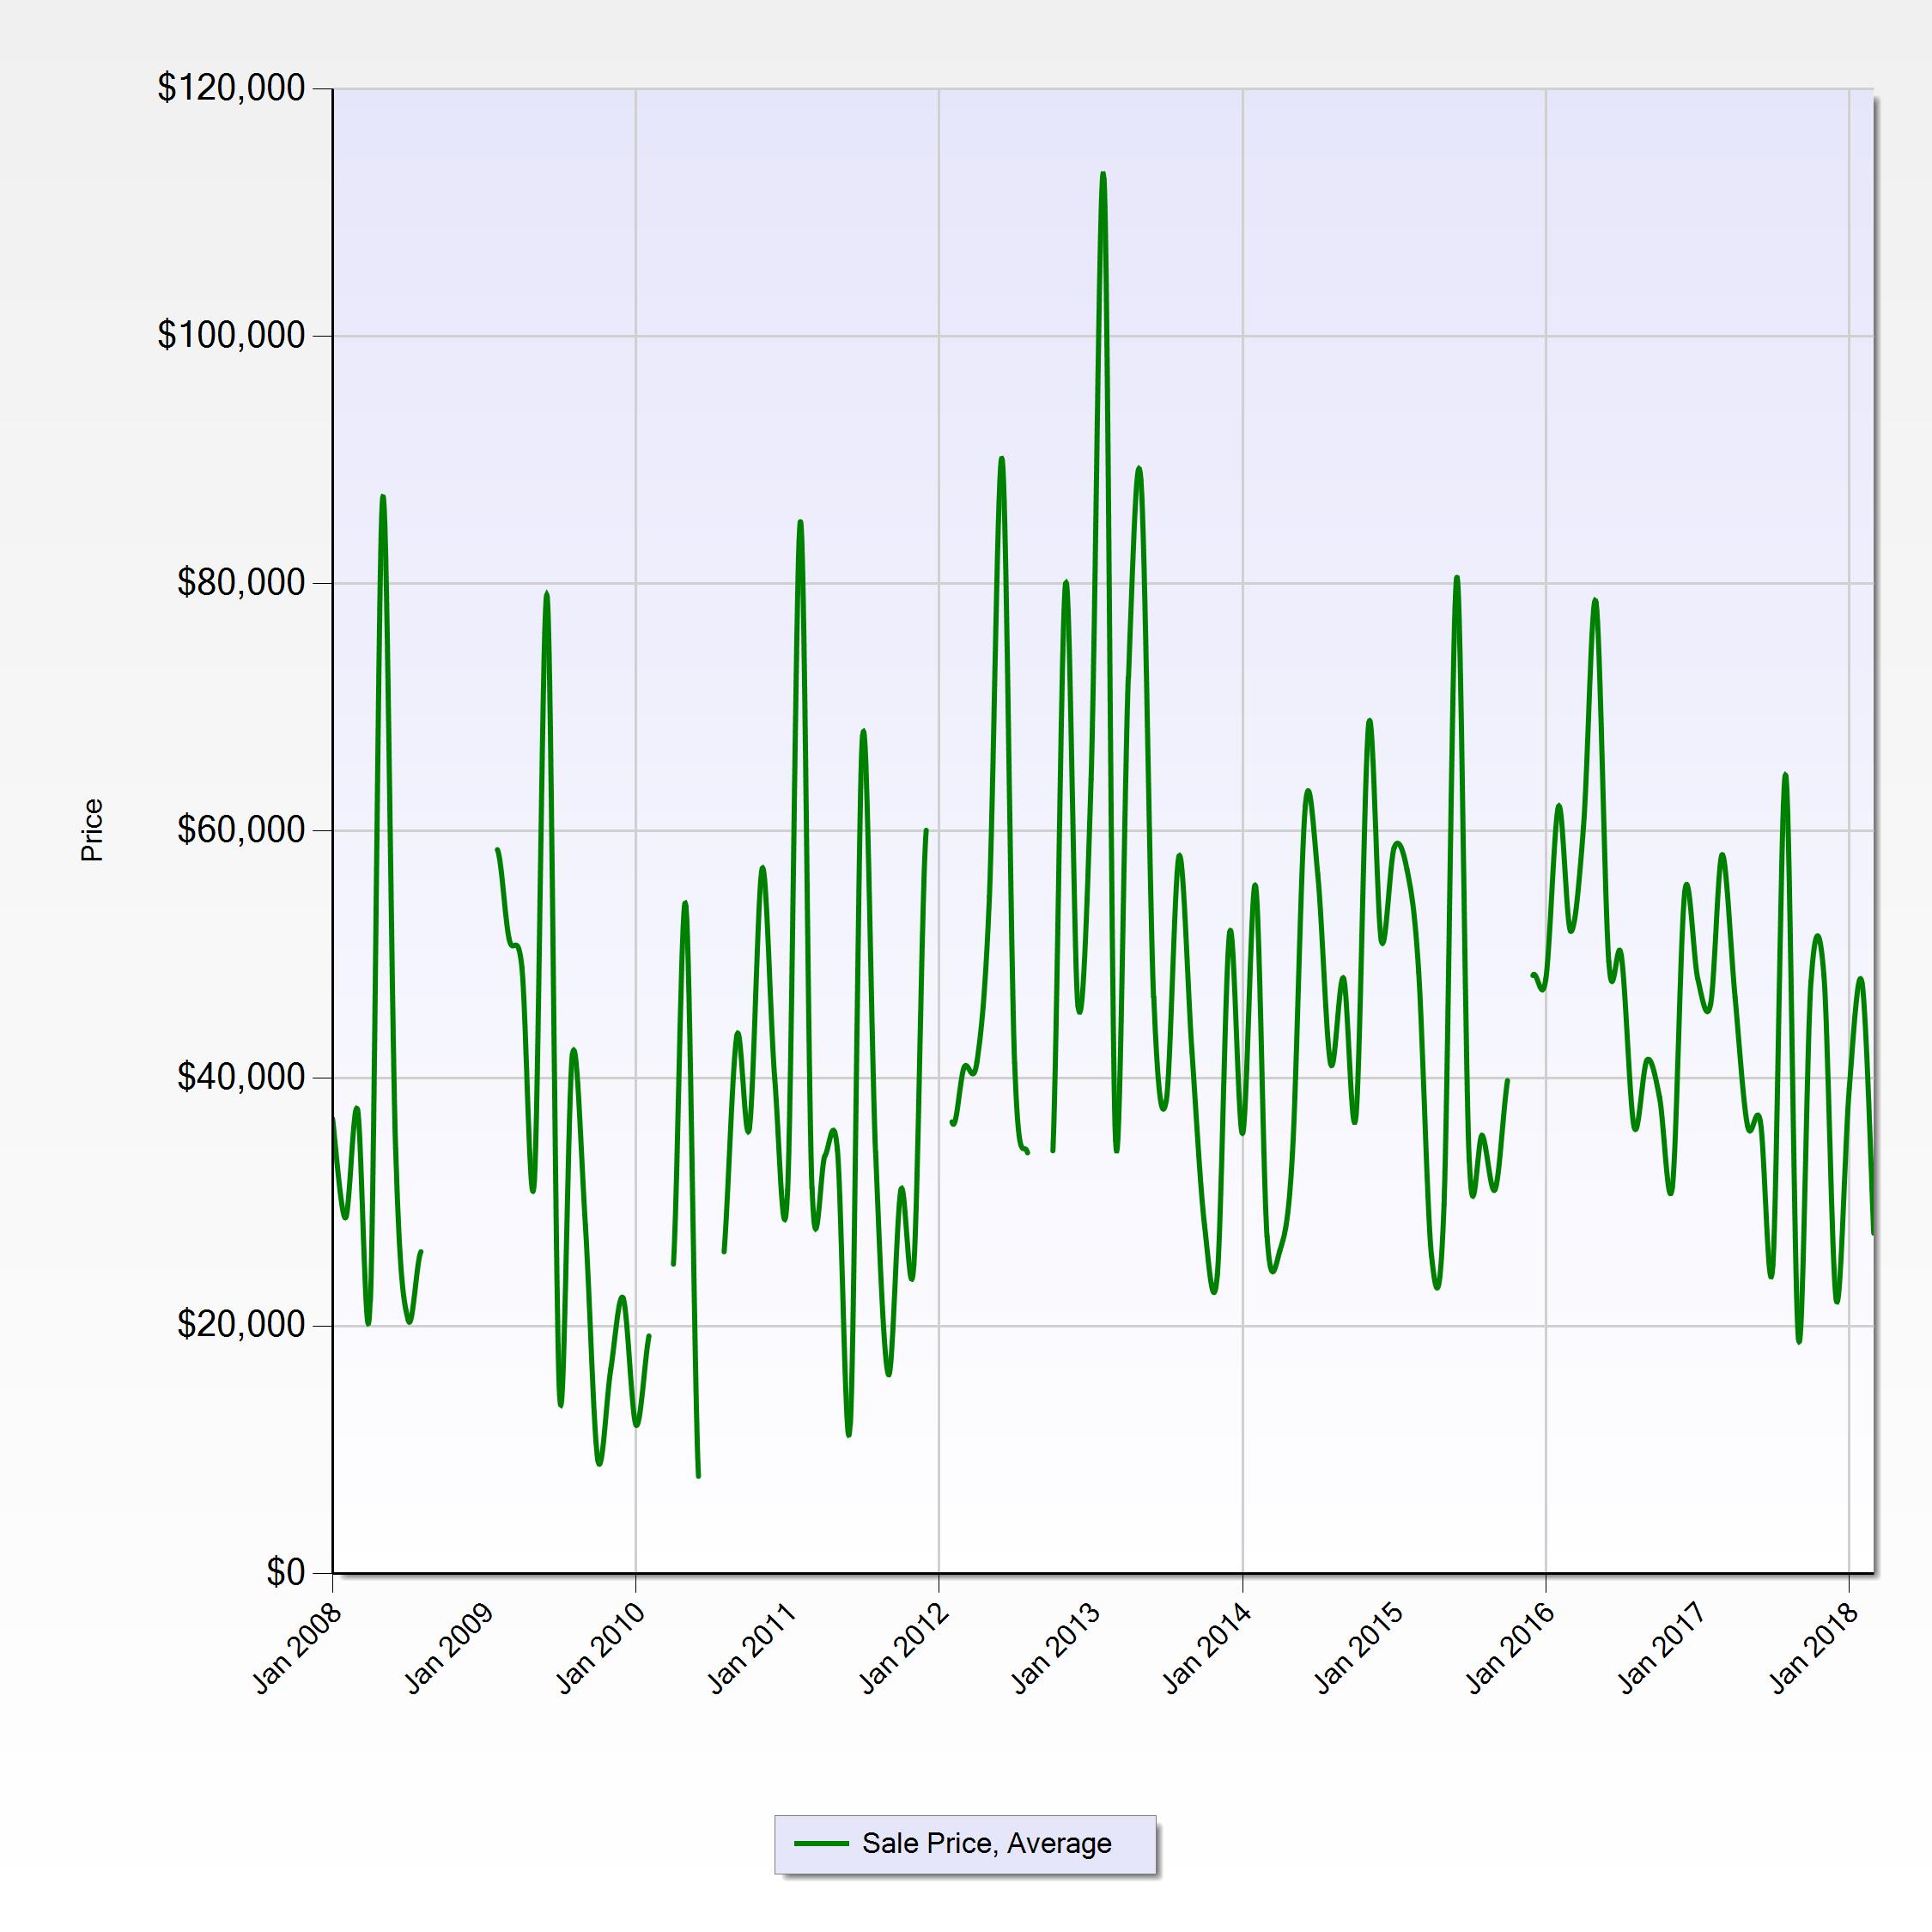 $120,000
$100,000
$80,000
$60,000
$40,000
$20,000
$0
Price
Jan 2008
Jan 2009
Jan 2010
Jan 2011
Jan 2012
Jan 2013
Jan 2014
Jan 2015
Jan 2016
Jan 2017
Jan 2018
Sale Price, Average